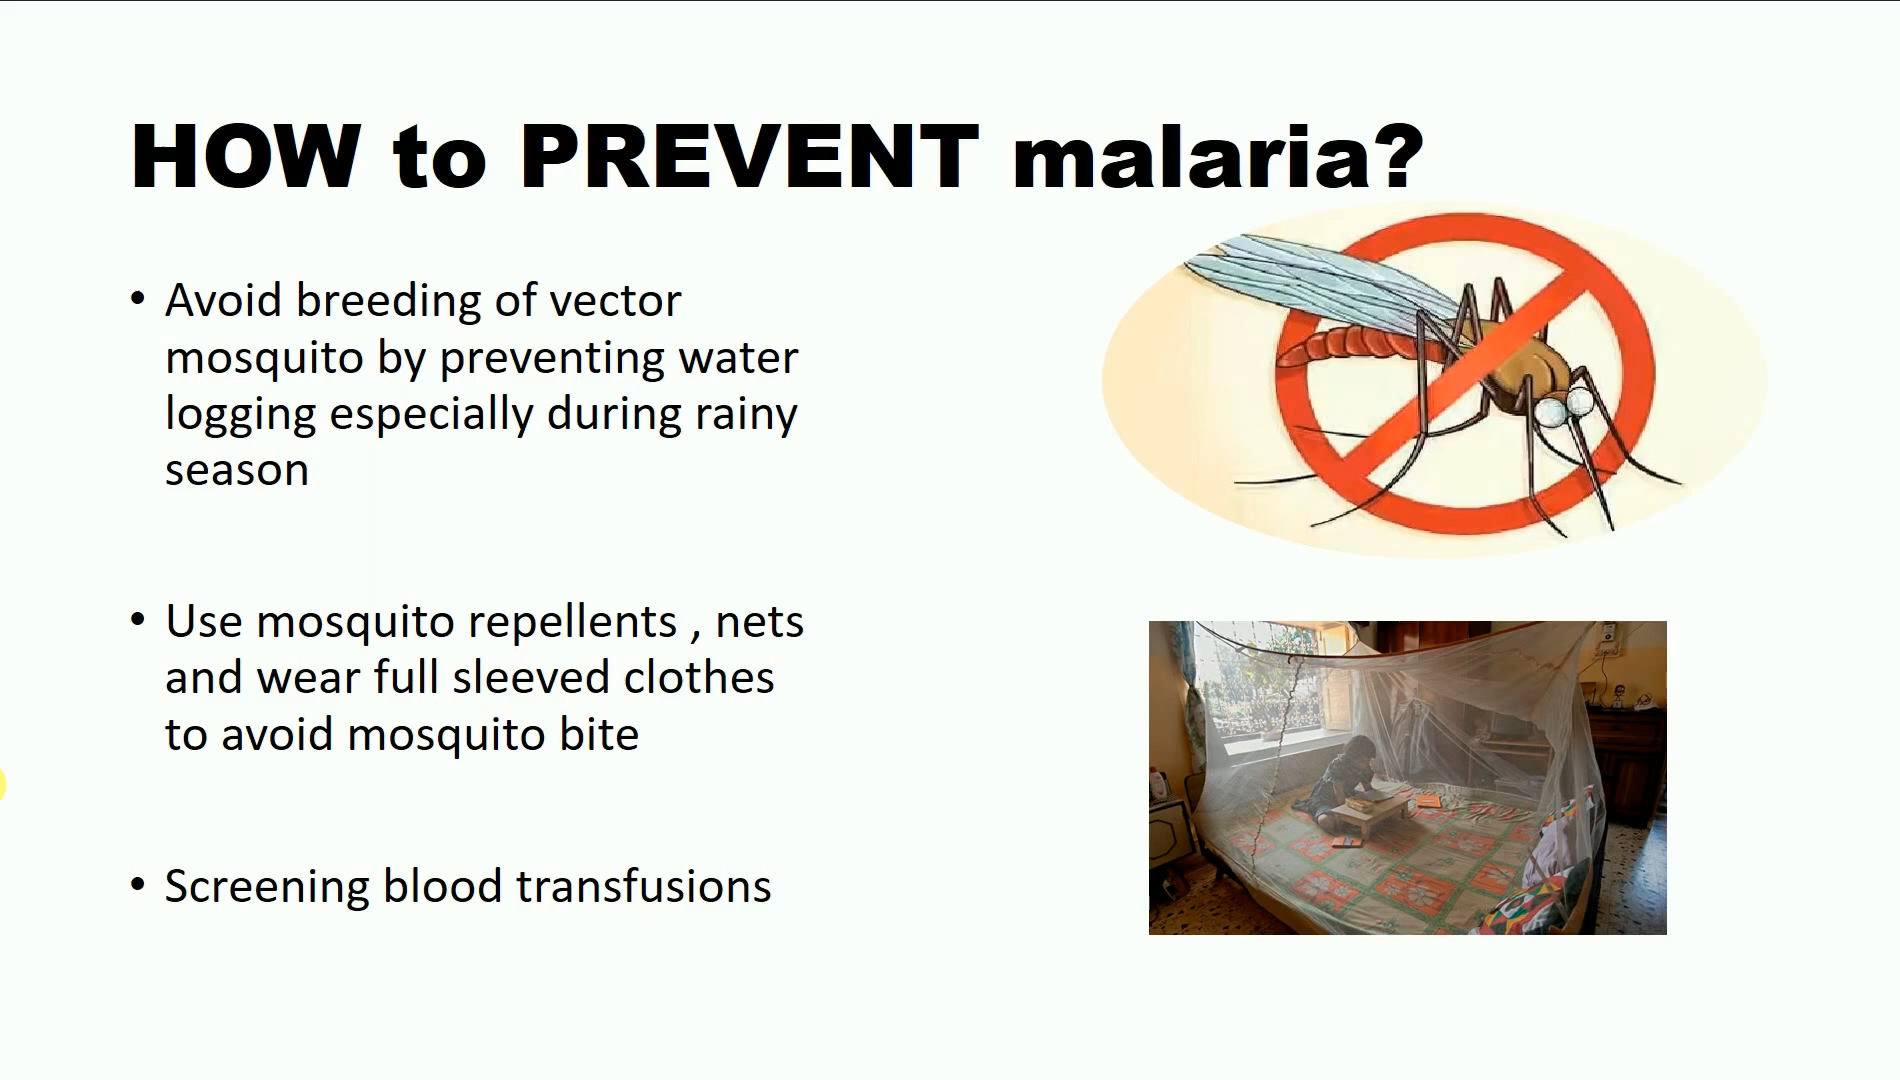 HOW to PREVENT malaria?
• Avoid breeding of vector
mosquito by preventing water
logging especially during rainy
season
• Use mosquito repellents , nets
and wear full sleeved clothes
to avoid mosquito bite
• Screening blood transfusions